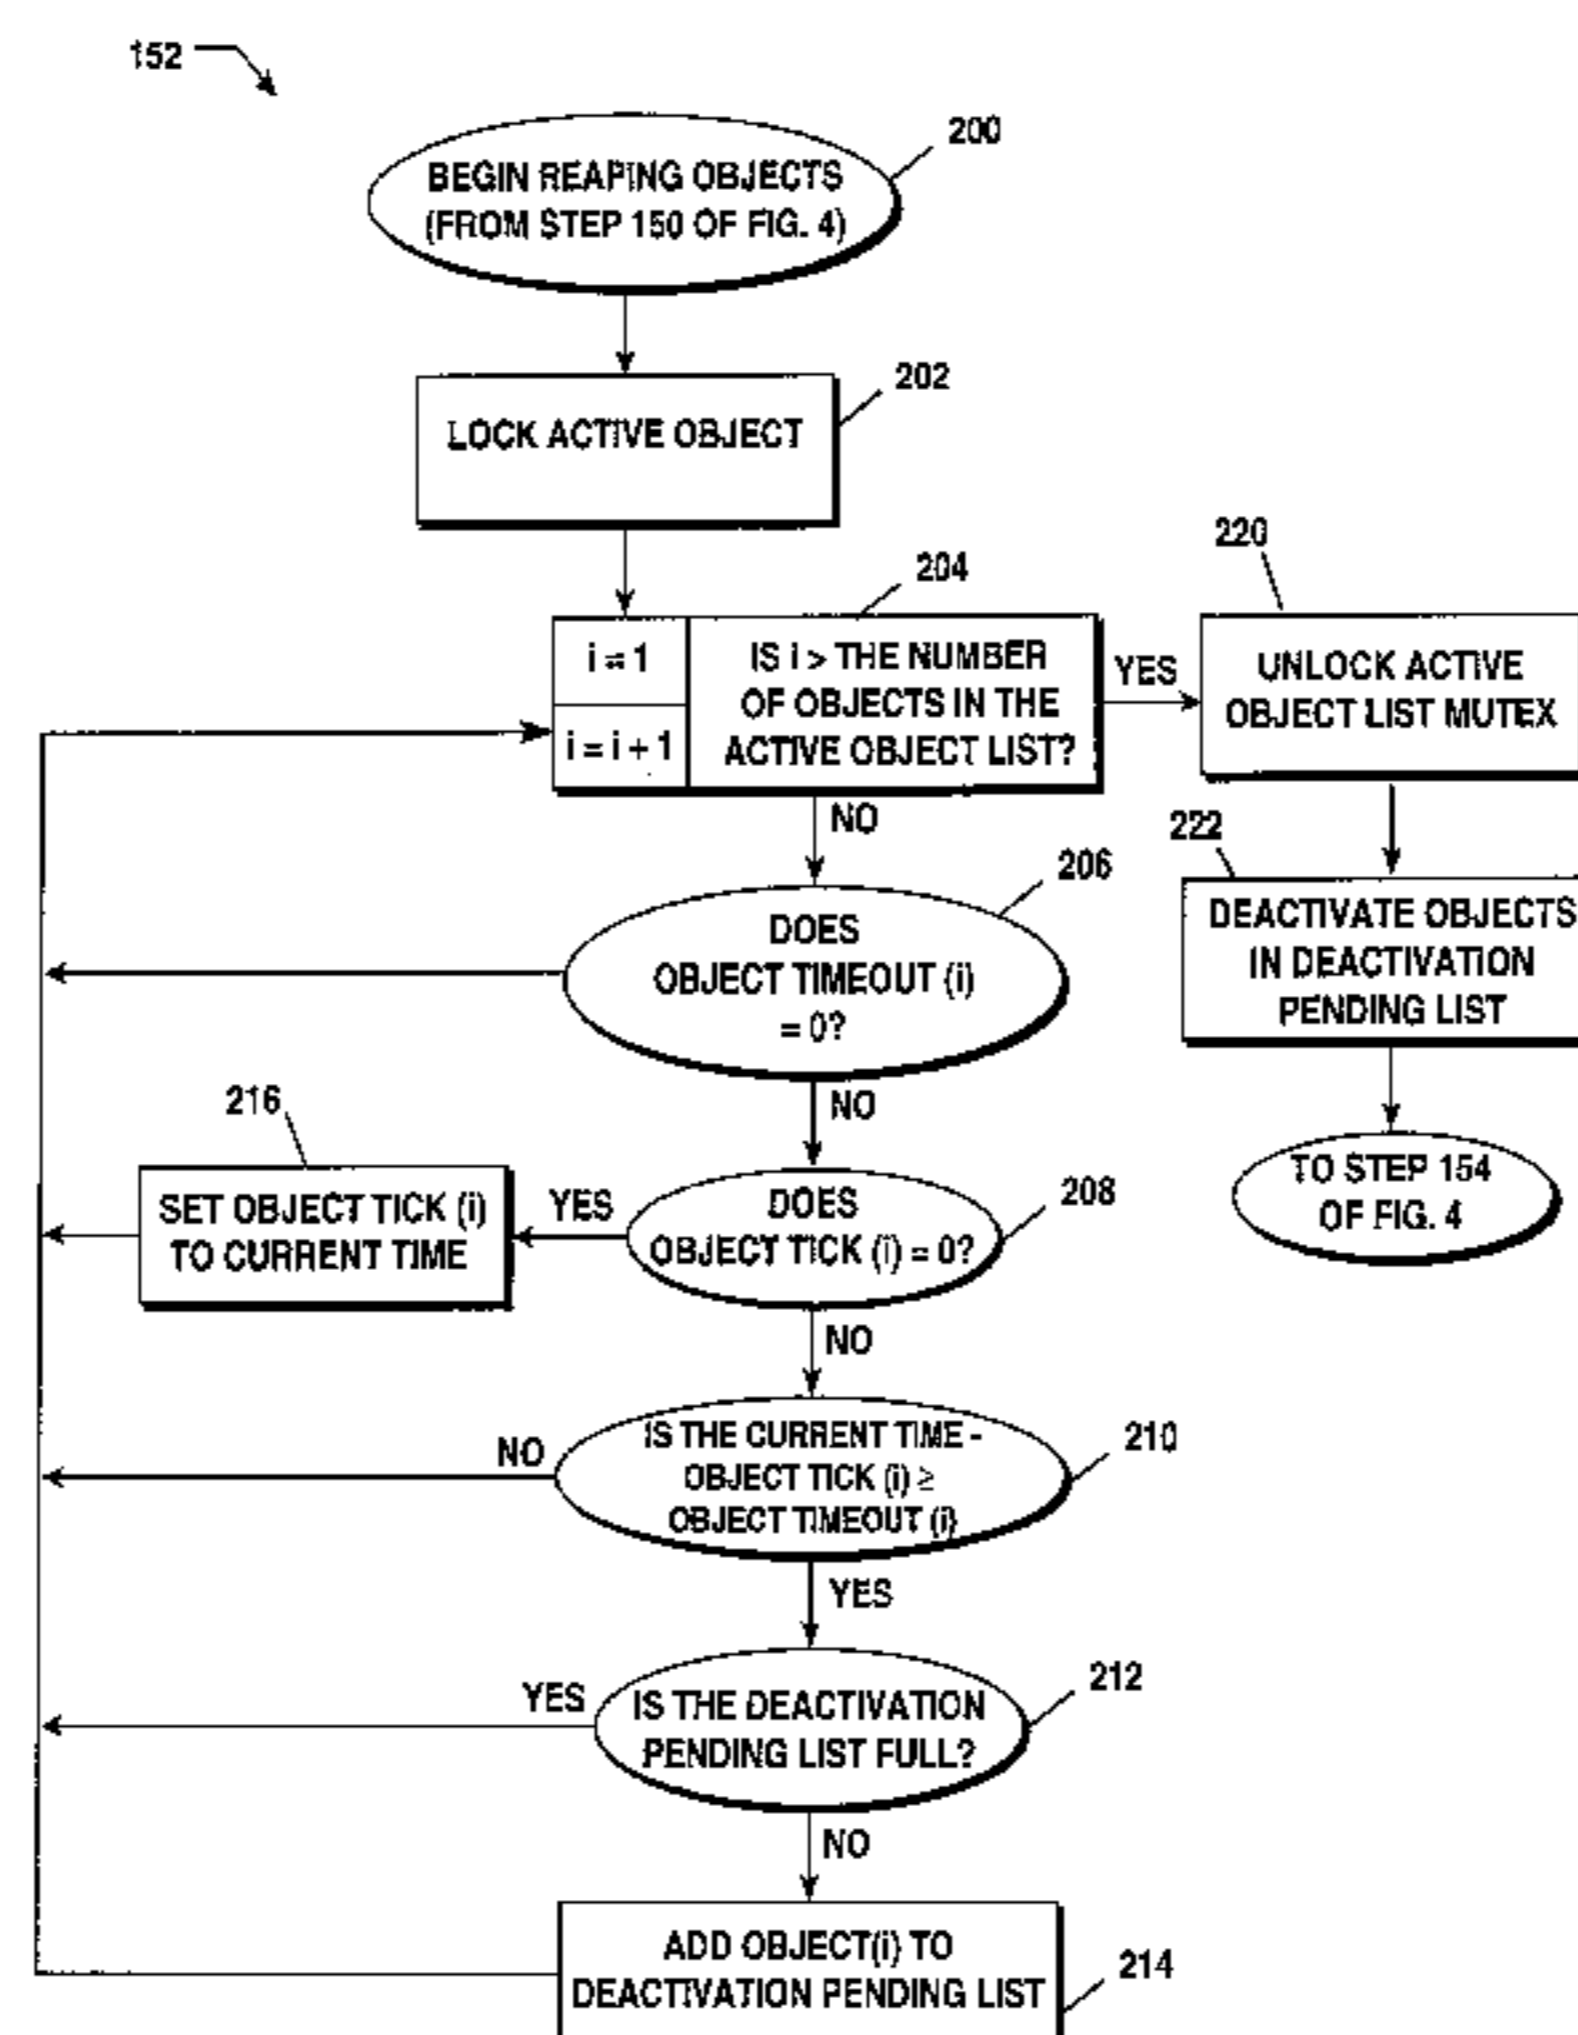 152
200
BEGIN REAPING OBJECTS
(FROM STEP 150 OF FIG. 4)
202
LOCK ACTIVE OBJECT
204
i = 1
i = i + 1
IS i > THE NUMBER
OF OBJECTS IN THE
ACTIVE OBJECT LIST?
YES
220
UNLOCK ACTIVE
OBJECT LIST MUTEX
NO
222
DEACTIVATE OBJECTS
IN DEACTIVATION
PENDING LIST
206
DOES
OBJECT TIMEOUT (i)
= 0?
NO
TO STEP 154
OF FIG. 4
216
SET OBJECT TICK (i)
TO CURRENT TIME
YES
208
DOES
OBJECT TICK (i) = 0?
NO
210
IS THE CURRENT TIME -
OBJECT TICK (i) ≥
OBJECT TIMEOUT (i)
NO
YES
212
IS THE DEACTIVATION
PENDING LIST FULL?
YES
NO
ADD OBJECT(i) TO
DEACTIVATION PENDING LIST
214